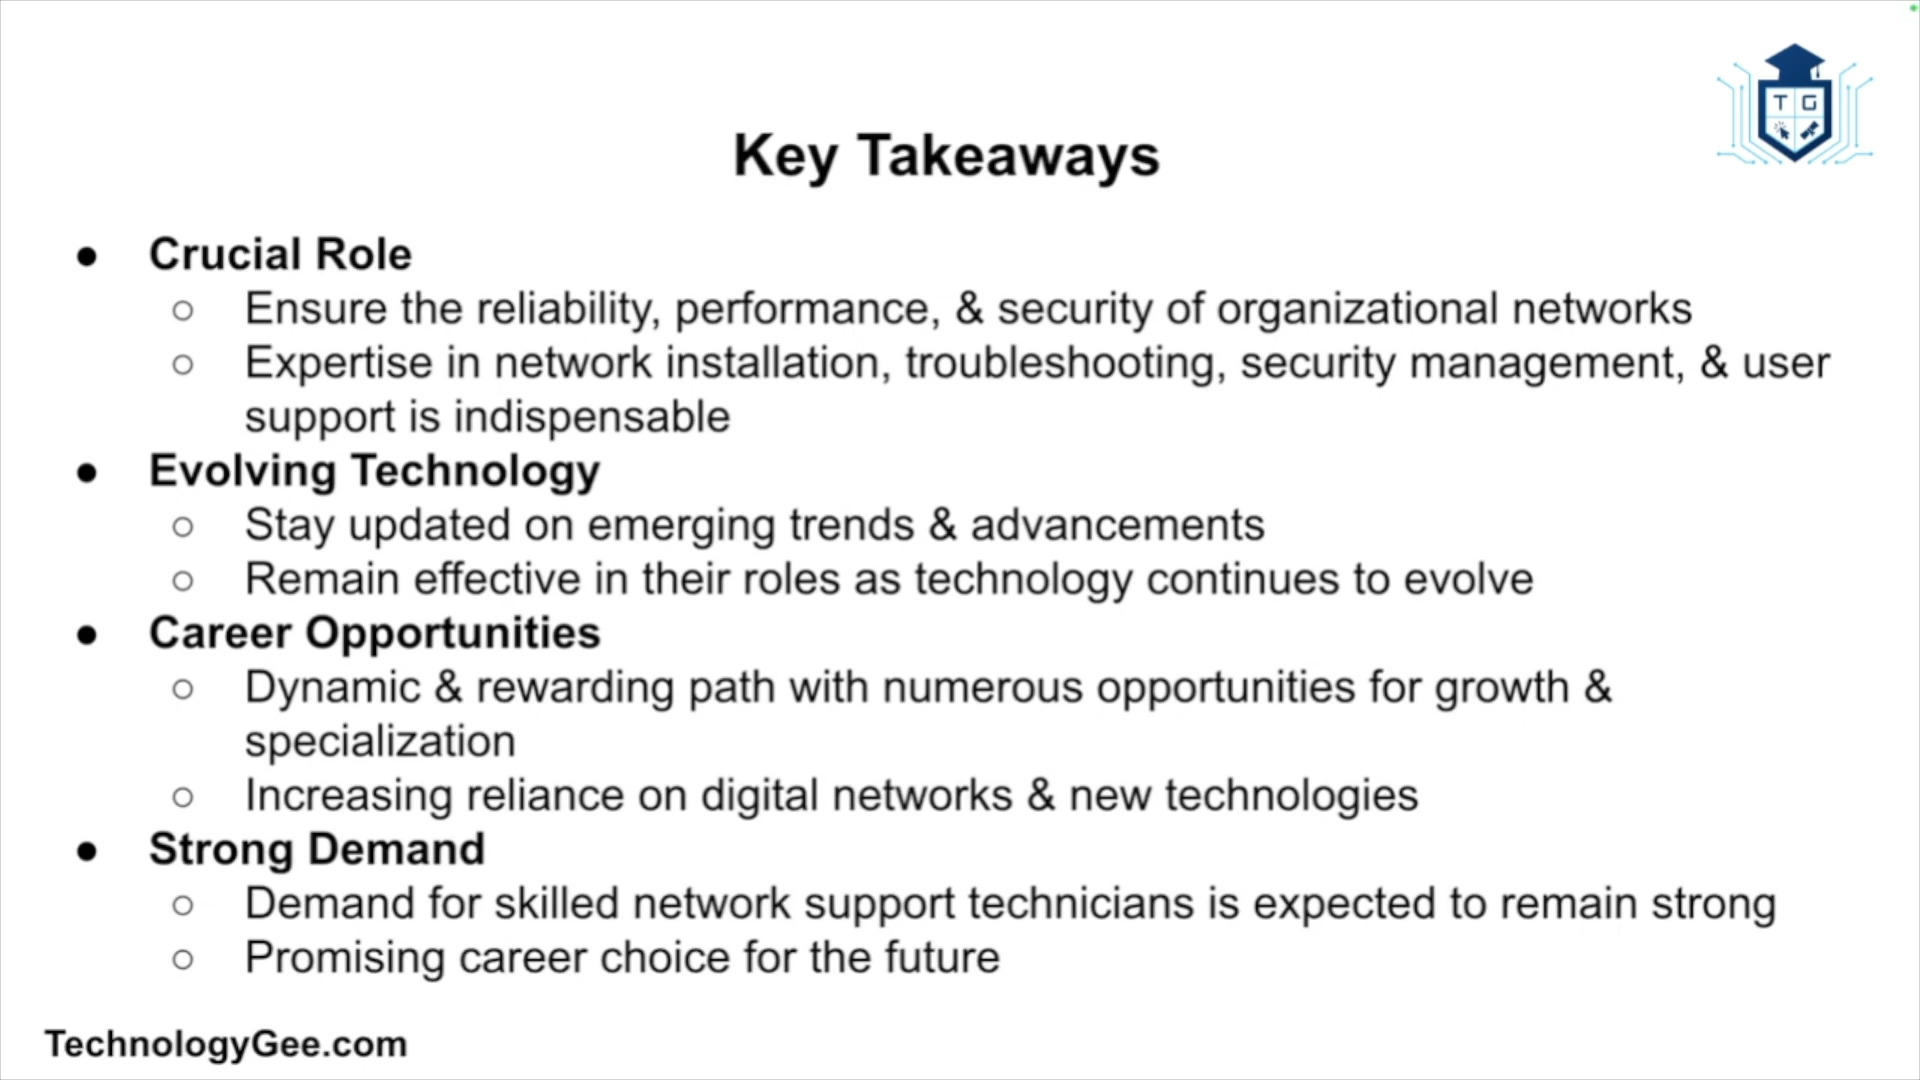 T G
Key Takeaways
● Crucial Role
○ Ensure the reliability, performance, & security of organizational networks
○ Expertise in network installation, troubleshooting, security management, & user
support is indispensable
● Evolving Technology
○ Stay updated on emerging trends & advancements
○ Remain effective in their roles as technology continues to evolve
● Career Opportunities
○ Dynamic & rewarding path with numerous opportunities for growth &
specialization
○ Increasing reliance on digital networks & new technologies
● Strong Demand
○ Demand for skilled network support technicians is expected to remain strong
○ Promising career choice for the future
TechnologyGee.com